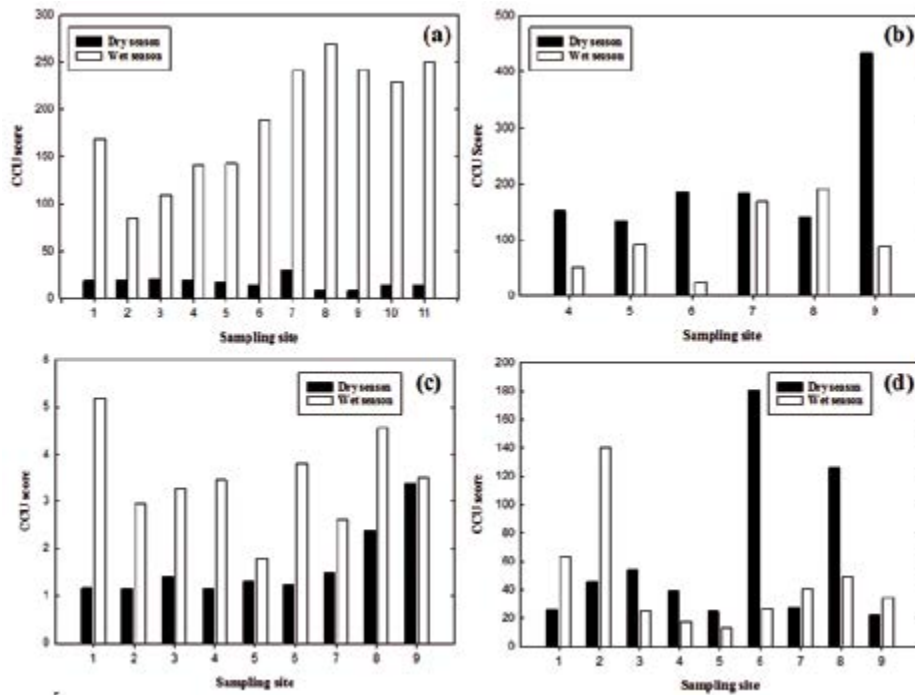 (a)
Dry season
Wet season
CCU score
300
250
200
150
100
50
0
1 2 3 4 5 6 7 8 9 10 11
Sampling site
(b)
Dry season
Wet season
CCU Score
500
400
300
200
100
0
4 5 6 7 8 9
Sampling site
(c)
Dry season
Wet season
CCU score
6
5
4
3
2
1
0
1 2 3 4 5 6 7 8 9
Sampling site
(d)
Dry season
Wet season
CCU score
200
180
160
140
120
100
80
60
40
20
0
1 2 3 4 5 6 7 8 9
Sampling site